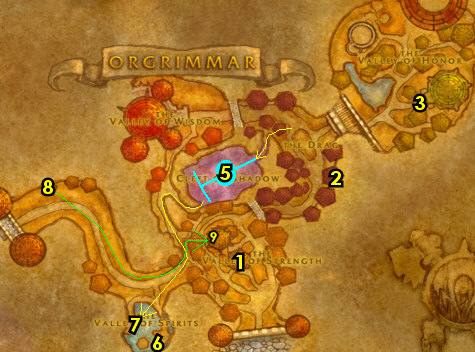 ORGRIMMAR
THE
VALLEY OF HONOR
3
THE
VALLEY OF WISDOM
THE DRAG
8
CLEFT OF SHADOW
5
2
9
1
THE
VALLEY OF STRENGTH
7
VALLEY OF SPIRITS
6